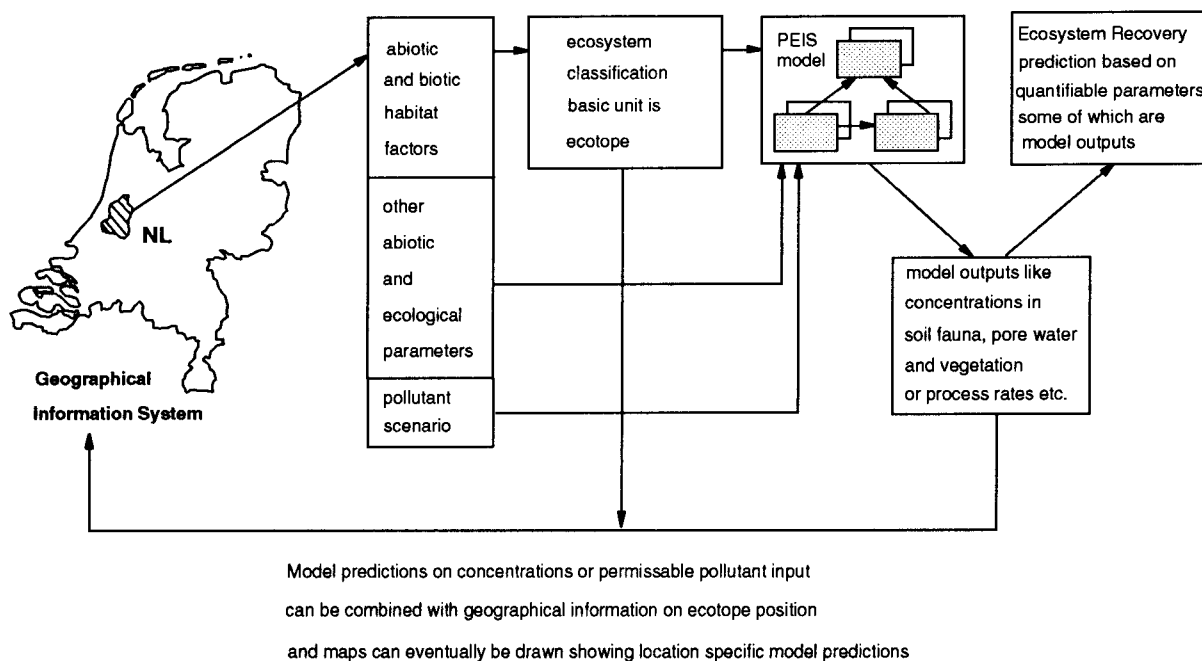 NL
Geographical
Information System
abiotic
and biotic
habitat
factors
other
abiotic
and
ecological
parameters
pollutant
scenario
ecosystem
classification
basic unit is
ecotope
PEIS
model
Ecosystem Recovery
prediction based on
quantifiable parameters
some of which are
model outputs
model outputs like
concentrations in
soil fauna, pore water
and vegetation
or process rates etc.
Model predictions on concentrations or permissable pollutant input
can be combined with geographical information on ecotope position
and maps can eventually be drawn showing location specific model predictions